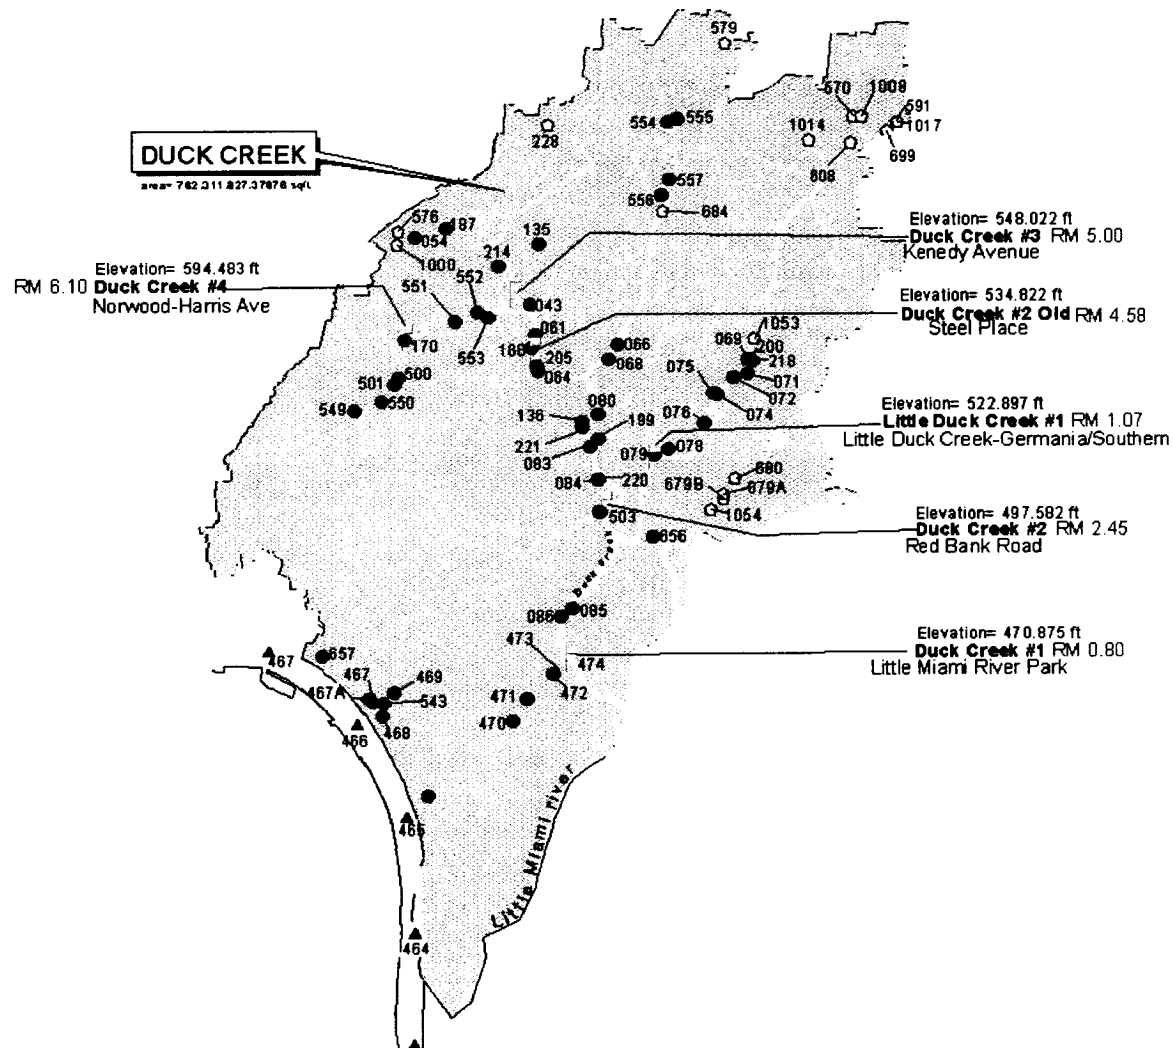 579
570 1009
591
1017
699
1014
608
554 555
228
DUCK CREEK
557
556
684
576
187
054
1000
135
214
Elevation= 548.022 ft
Duck Creek #3 RM 5.00
Kenedy Avenue
Elevation= 594.483 ft
RM 6.10 Duck Creek #4
Norwood-Harris Ave
552
551
043
553
061
170
205
064
066
068
Elevation= 534.822 ft
Duck Creek #2 Old RM 4.58
Steel Place
1053
069 200
218
071
072
075
074
500
501
550
549
080
136
199
221
083
076
078
079
Elevation= 522.897 ft
Little Duck Creek #1 RM 1.07
Little Duck Creek-Germania/Southern
680
679B 679A
1054
084 220
503
656
Elevation= 497.582 ft
Duck Creek #2 RM 2.45
Red Bank Road
Duck Creek
086 085
473
474
472
Elevation= 470.875 ft
Duck Creek #1 RM 0.80
Little Miami River Park
467
657
467 469
467A
543
468
466
471
470
465
Little Miami river
464